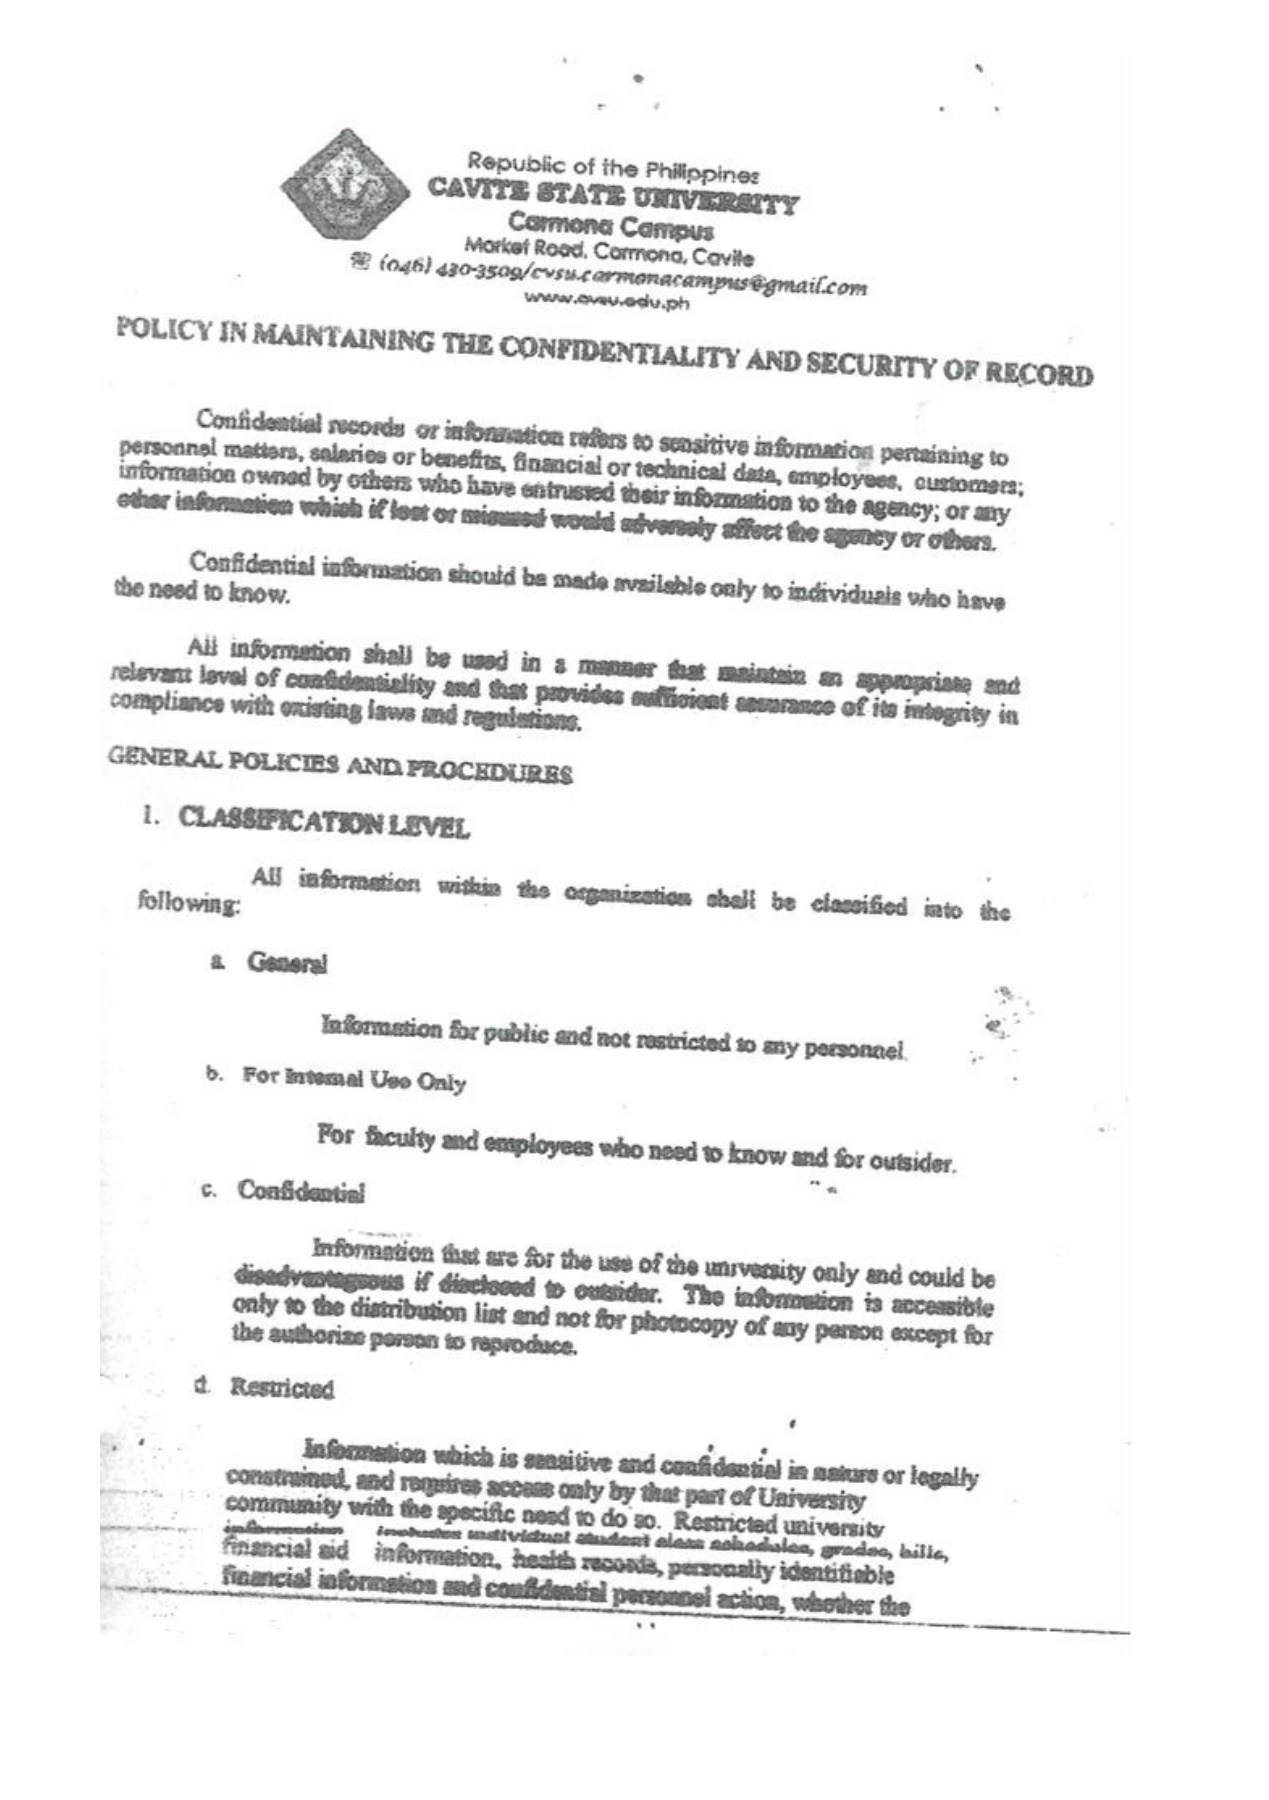 Republic of the Philippines
CAVITE STATE UNIVERSITY
Carmona Campus
Market Road, Carmona, Cavite
☏ (046) 430-3509/cvsu.carmonacampus@gmail.com
www.cvsu.edu.ph
POLICY IN MAINTAINING THE CONFIDENTIALITY AND SECURITY OF RECORD
Confidential records or information refers to sensitive information pertaining to
personnel matters, salaries or benefits, financial or technical data, employees, customers;
information owned by others who have entrusted their information to the agency; or any
other information which if lost or misused would adversely affect the agency or others.
Confidential information should be made available only to individuals who have
the need to know.
All information shall be used in a manner that maintain an appropriate and
relevant level of confidentiality and that provides sufficient assurance of its integrity in
compliance with existing laws and regulations.
GENERAL POLICIES AND PROCEDURES
1. CLASSIFICATION LEVEL
All information within the organization shall be classified into the
following:
a. General
Information for public and not restricted to any personnel.
b. For Internal Use Only
For faculty and employees who need to know and for outsider.
c. Confidential
Information that are for the use of the university only and could be
disadvantageous if disclosed to outsider. The information is accessible
only to the distribution list and not for photocopy of any person except for
the authorize person to reproduce.
d. Restricted
Information which is sensitive and confidential in nature or legally
constrained, and requires access only by that part of University
community with the specific need to do so. Restricted university
information includes individual student class schedules, grades, bills,
financial aid information, health records, personally identifiable
financial information and confidential personnel action, whether the